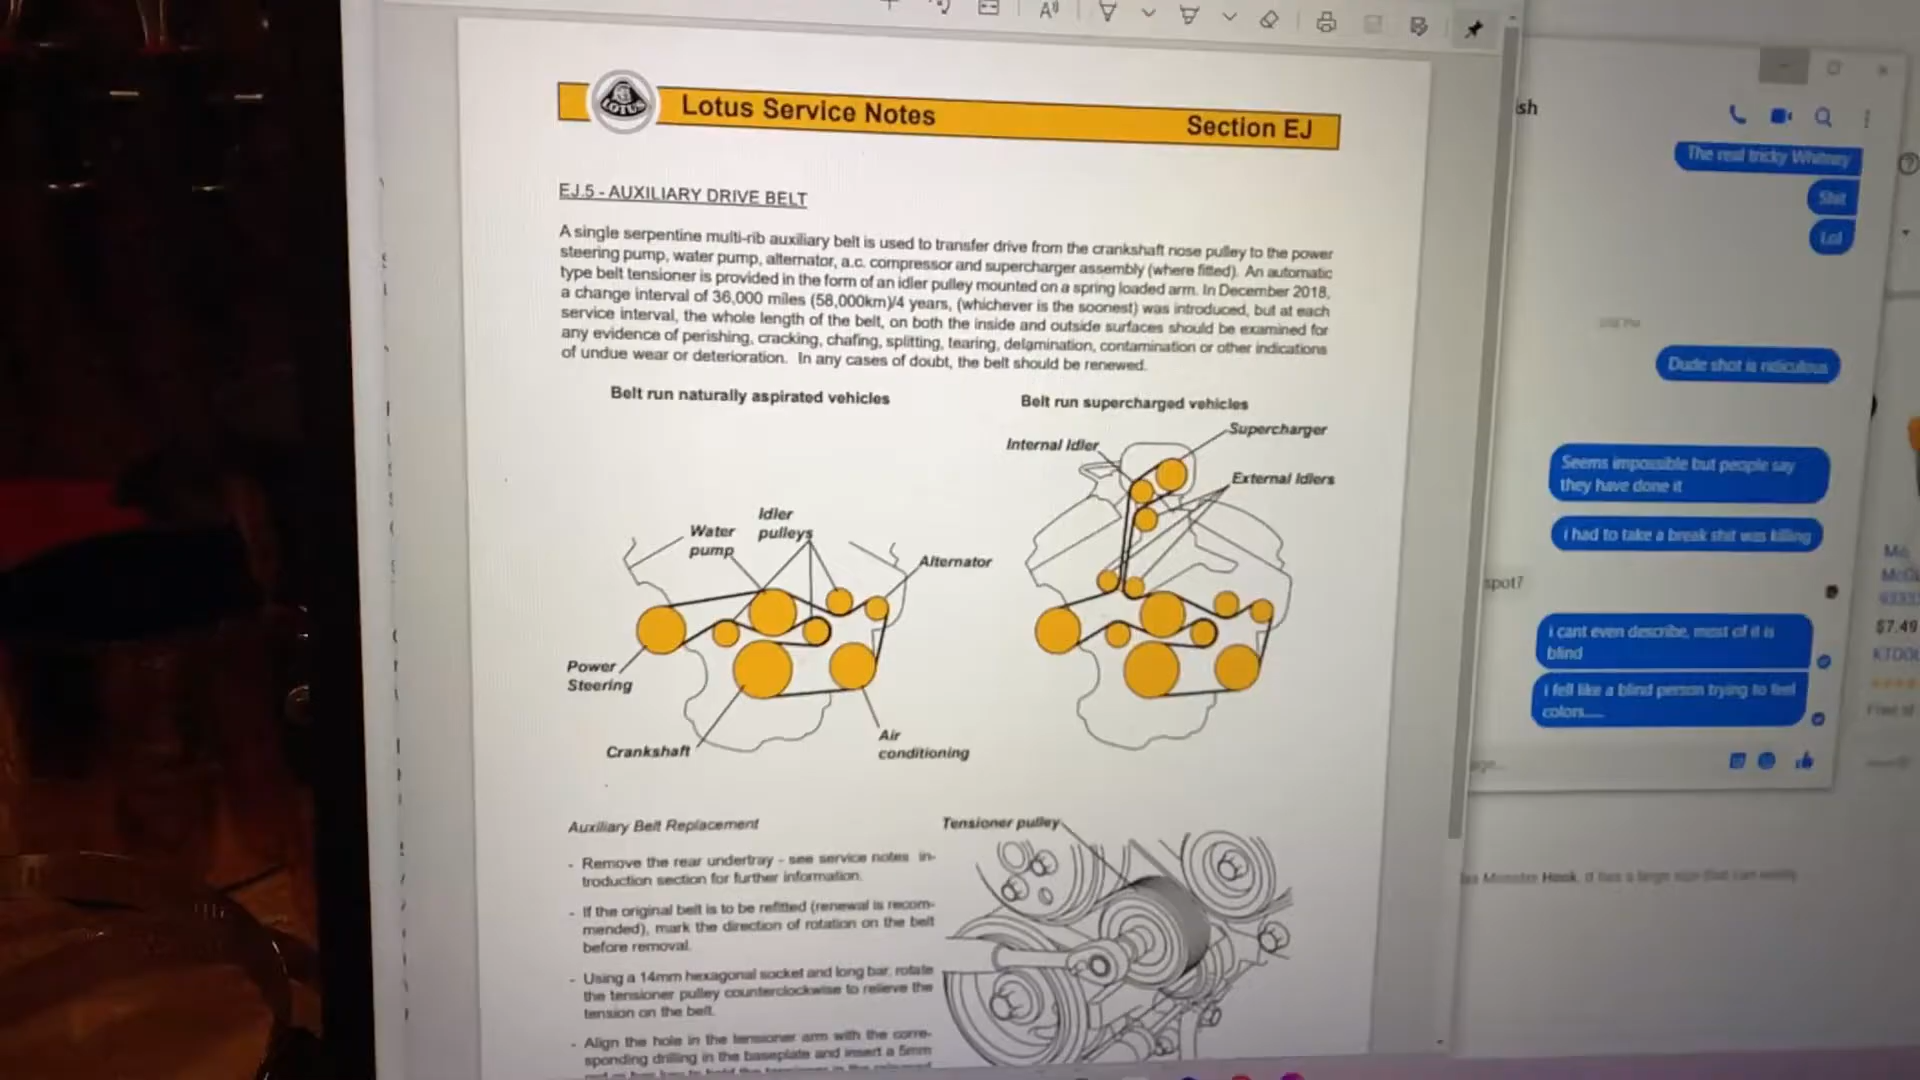 LOTUS
Lotus Service Notes
Section EJ
EJ.5 - AUXILIARY DRIVE BELT
A single serpentine multi-rib auxiliary belt is used to transfer drive from the crankshaft nose pulley to the power
steering pump, water pump, alternator, a.c. compressor and supercharger assembly (where fitted). An automatic
type belt tensioner is provided in the form of an idler pulley mounted on a spring loaded arm. In December 2018,
a change interval of 36,000 miles (58,000km)/4 years, (whichever is the soonest) was introduced, but at each
service interval, the whole length of the belt, on both the inside and outside surfaces should be examined for
any evidence of perishing, cracking, chafing, splitting, tearing, delamination, contamination or other indications
of undue wear or deterioration. In any cases of doubt, the belt should be renewed.
Belt run naturally aspirated vehicles
Belt run supercharged vehicles
Supercharger
Internal Idler
External Idlers
Idler
pulleys
Water
pump
Alternator
Power
Steering
Crankshaft
Air
conditioning
Auxiliary Belt Replacement
- Remove the rear undertray - see service notes in-
troduction section for further information.
- If the original belt is to be refitted (renewal is recom-
mended), mark the direction of rotation on the belt
before removal.
- Using a 14mm hexagonal socket and long bar, rotate
the tensioner pulley counterclockwise to relieve the
tension on the belt.
- Align the hole in the tensioner arm with the corre-
sponding drilling in the baseplate and insert a 5mm
Tensioner pulley
ish
The real tricky Whitney
Shit
Lol
Dude shot is ridiculous
Seems impossible but people say
they have done it
i had to take a break shit was killing
spot?
i cant even describe, most of it is
blind
i fell like a blind person trying to feel
colors.....
$7.49